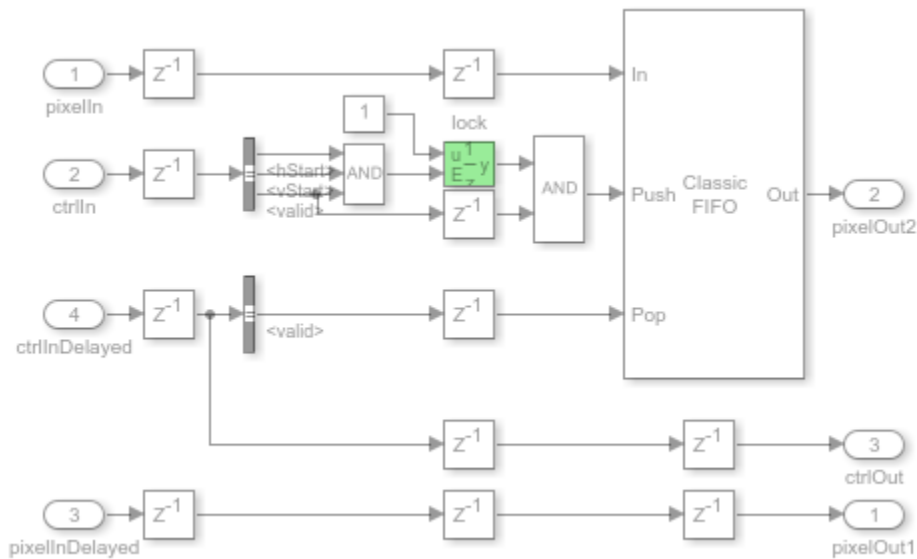 1
pixelIn
Z-1
Z-1
In
1
lock
2
ctrlIn
Z-1
<hStart>
<vStart>
<valid>
AND
u 1 y
E z
Z-1
AND
Push
Classic
FIFO
Out
2
pixelOut2
4
ctrlInDelayed
Z-1
<valid>
Z-1
Pop
Z-1
Z-1
3
ctrlOut
3
pixelInDelayed
Z-1
Z-1
Z-1
1
pixelOut1